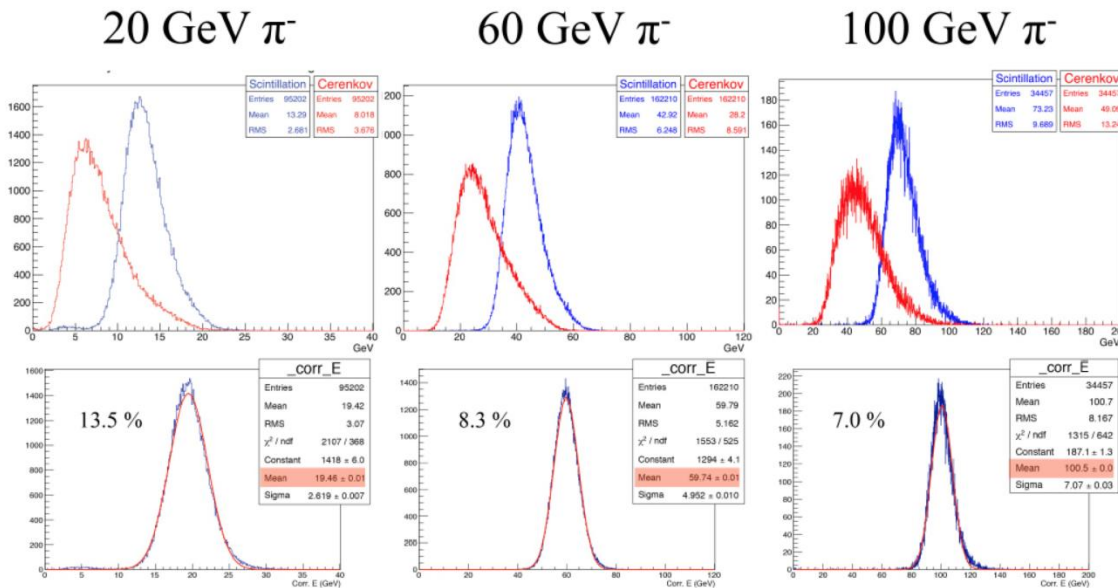 20 GeV π-
60 GeV π-
100 GeV π-
Scintillation
Entries 95202
Mean 13.29
RMS 2.681
Cerenkov
Entries 95202
Mean 8.018
RMS 3.676
1600
1400
1200
1000
800
600
400
200
0
0 5 10 15 20 25 30 35 40
GeV
Scintillation
Entries 162210
Mean 42.92
RMS 6.248
Cerenkov
Entries 162210
Mean 28.2
RMS 8.591
1200
1000
800
600
400
200
0
0 20 40 60 80 100 120
GeV
Scintillation
Entries 34457
Mean 73.23
RMS 9.689
Cerenkov
Entries 34457
Mean 49.09
RMS 13.24
180
160
140
120
100
80
60
40
20
0
0 20 40 60 80 100 120 140 160 180 200
GeV
13.5 %
_corr_E
Entries 95202
Mean 19.42
RMS 3.07
χ² / ndf 2107 / 368
Constant 1418 ± 6.0
Mean 19.46 ± 0.01
Sigma 2.619 ± 0.007
1600
1400
1200
1000
800
600
400
200
0
0 5 10 15 20 25 30 35 40
Corr. E (GeV)
8.3 %
_corr_E
Entries 162210
Mean 59.79
RMS 5.162
χ² / ndf 1553 / 525
Constant 1294 ± 4.1
Mean 59.74 ± 0.01
Sigma 4.952 ± 0.010
1400
1200
1000
800
600
400
200
0
0 20 40 60 80 100 120
Corr. E (GeV)
7.0 %
_corr_E
Entries 34457
Mean 100.7
RMS 8.167
χ² / ndf 1315 / 642
Constant 187.1 ± 1.3
Mean 100.5 ± 0.0
Sigma 7.07 ± 0.03
220
200
180
160
140
120
100
80
60
40
20
0
0 20 40 60 80 100 120 140 160 180 200
Corr. E (GeV)